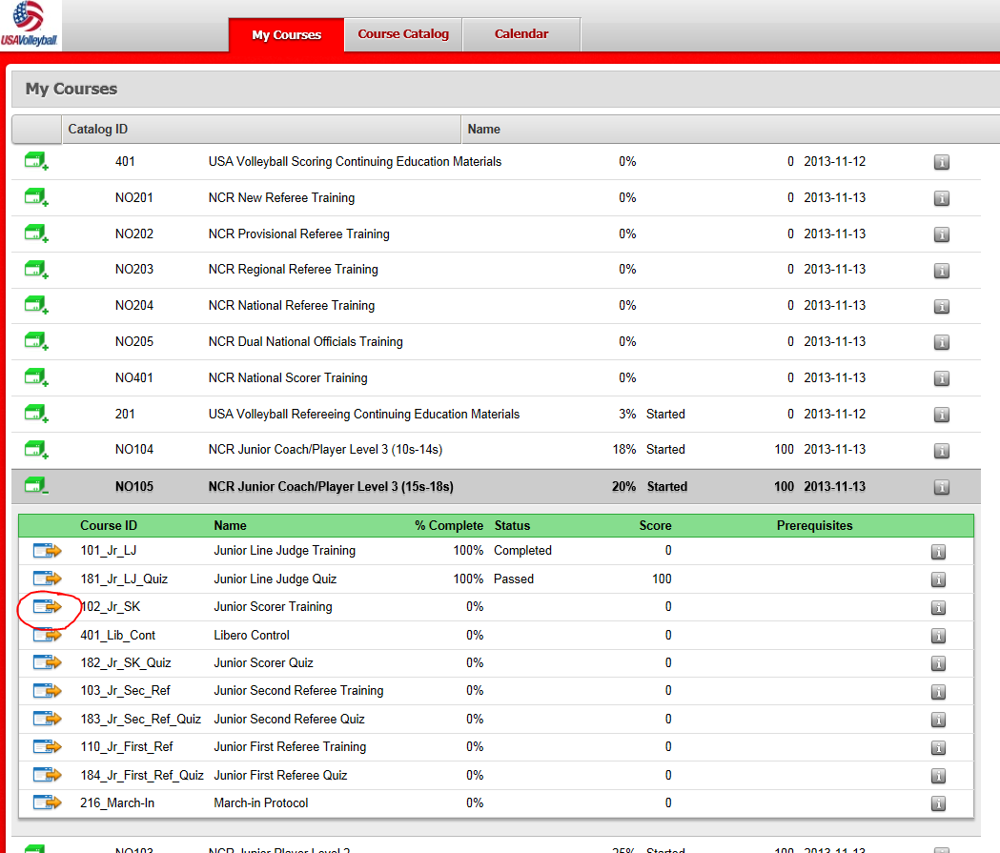 USAVolleyball
My Courses Course Catalog Calendar
My Courses
Catalog ID Name
401 USA Volleyball Scoring Continuing Education Materials 0% 0 2013-11-12
NO201 NCR New Referee Training 0% 0 2013-11-13
NO202 NCR Provisional Referee Training 0% 0 2013-11-13
NO203 NCR Regional Referee Training 0% 0 2013-11-13
NO204 NCR National Referee Training 0% 0 2013-11-13
NO205 NCR Dual National Officials Training 0% 0 2013-11-13
NO401 NCR National Scorer Training 0% 0 2013-11-13
201 USA Volleyball Refereeing Continuing Education Materials 3% Started 0 2013-11-12
NO104 NCR Junior Coach/Player Level 3 (10s-14s) 18% Started 100 2013-11-13
NO105 NCR Junior Coach/Player Level 3 (15s-18s) 20% Started 100 2013-11-13
Course ID Name % Complete Status Score Prerequisites
101_Jr_LJ Junior Line Judge Training 100% Completed 0
181_Jr_LJ_Quiz Junior Line Judge Quiz 100% Passed 100
102_Jr_SK Junior Scorer Training 0% 0
401_Lib_Cont Libero Control 0% 0
182_Jr_SK_Quiz Junior Scorer Quiz 0% 0
103_Jr_Sec_Ref Junior Second Referee Training 0% 0
183_Jr_Sec_Ref_Quiz Junior Second Referee Quiz 0% 0
110_Jr_First_Ref Junior First Referee Training 0% 0
184_Jr_First_Ref_Quiz Junior First Referee Quiz 0% 0
216_March-In March-in Protocol 0% 0
NO103 NCR Junior Player Level 2 25% Started 100 2013-11-13